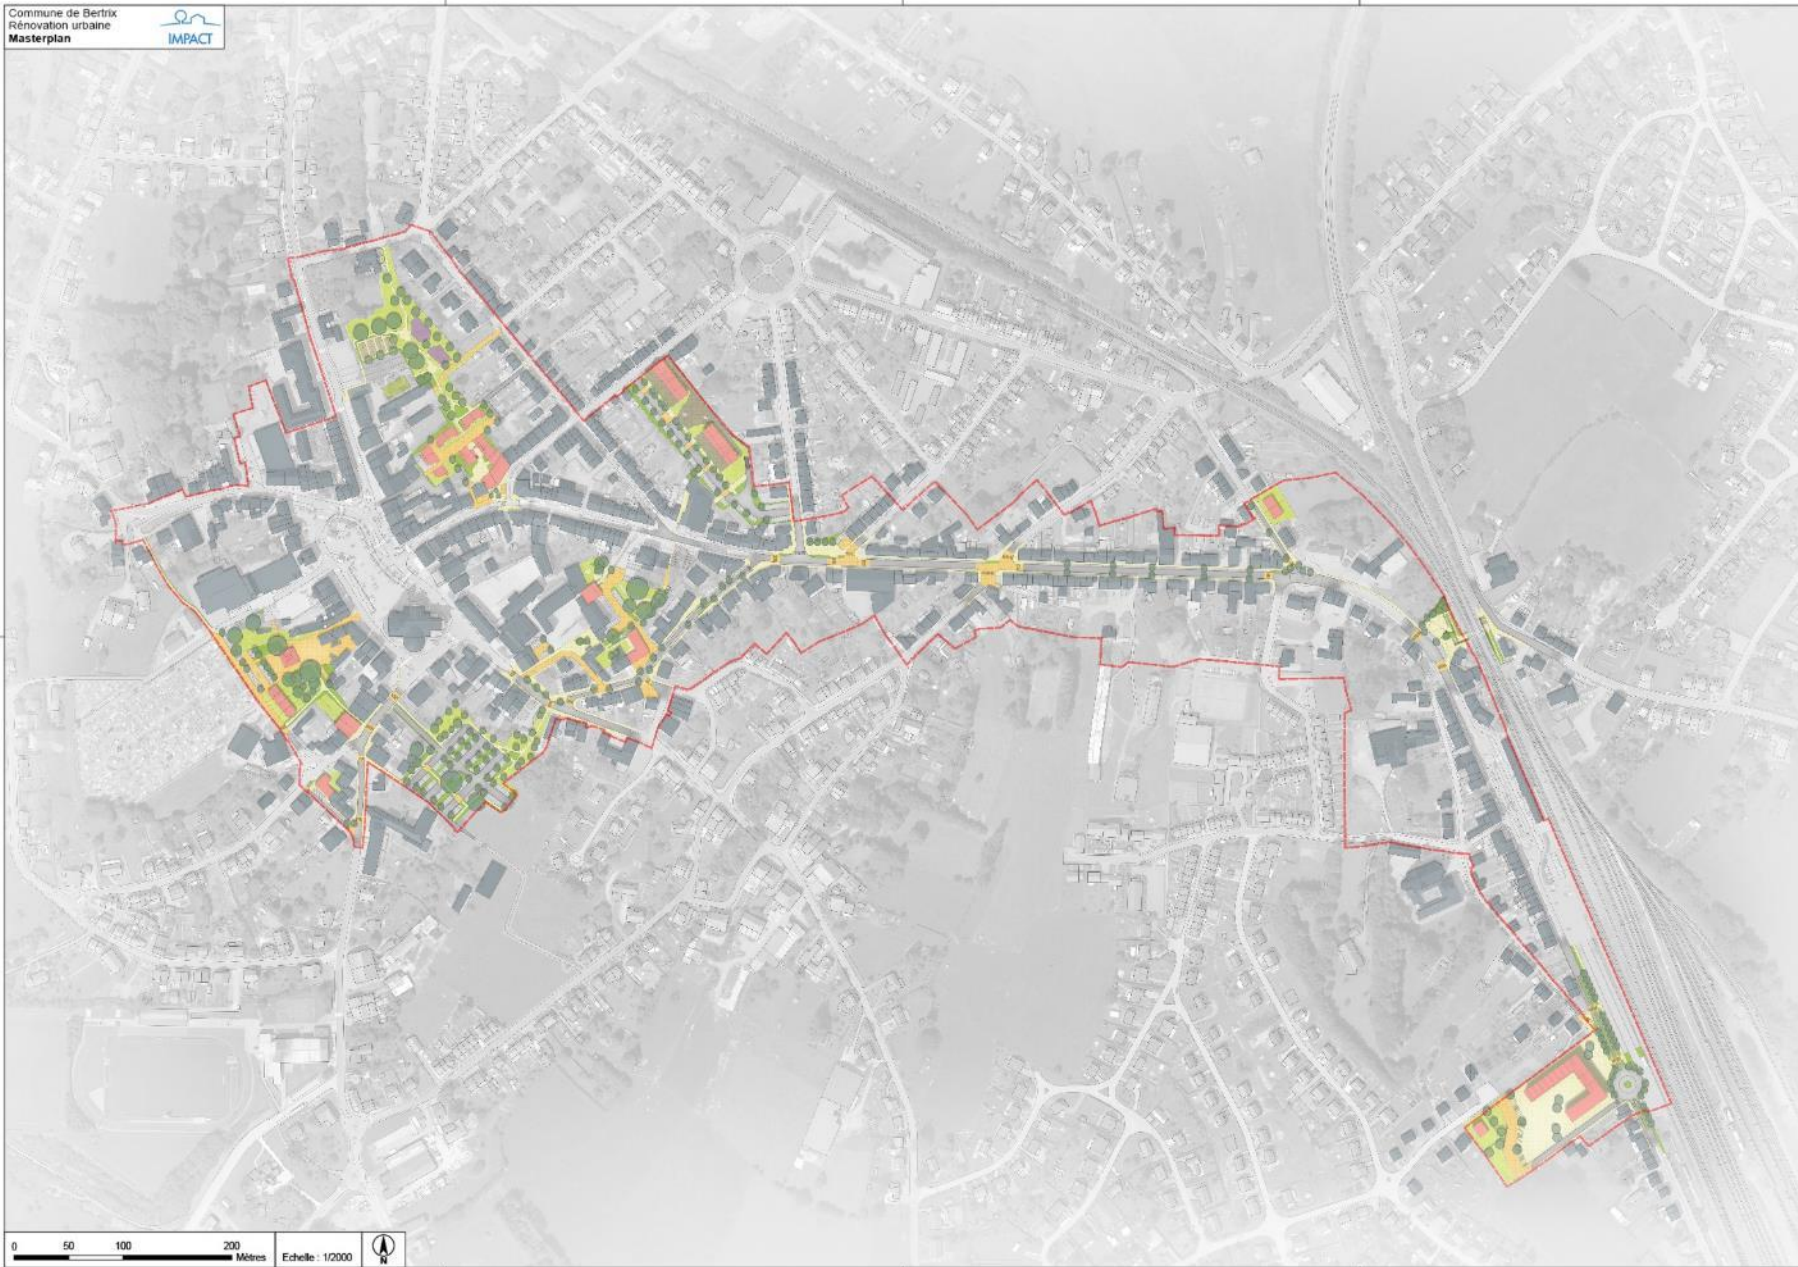 Commune de Bertrix
Rénovation urbaine
Masterplan
IMPACT
0 50 100 200
Mètres
Echelle : 1/2000
N